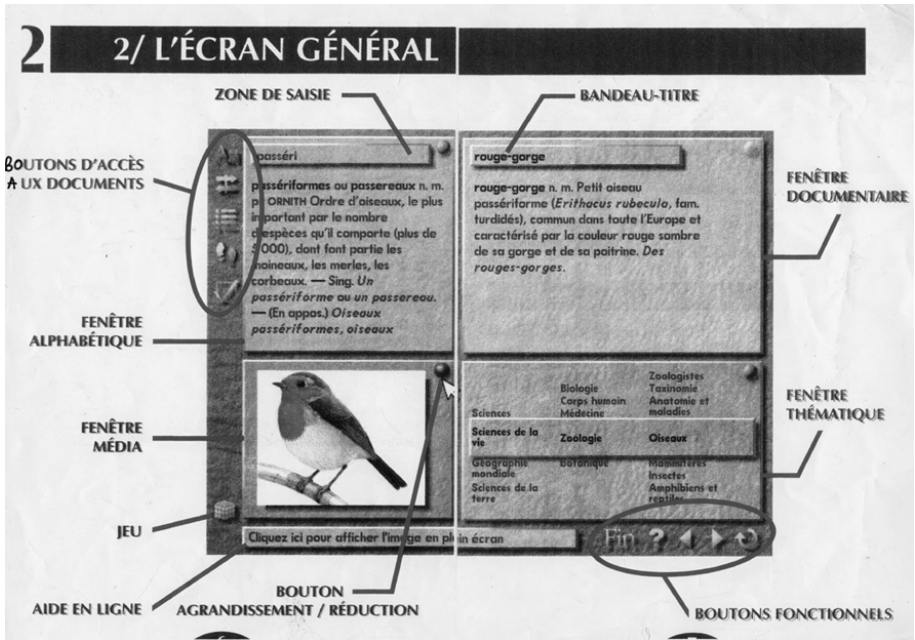 2
2/ L'ÉCRAN GÉNÉRAL
ZONE DE SAISIE
BANDEAU-TITRE
BOUTONS D'ACCÈS
AUX DOCUMENTS
FENÊTRE
ALPHABÉTIQUE
FENÊTRE
MÉDIA
JEU
AIDE EN LIGNE
passéri
passériformes ou passereaux n. m.
pl ORNITH Ordre d'oiseaux, le plus
important par le nombre
d'espèces qu'il comporte (plus de
5 000), dont font partie les
moineaux, les merles, les
corbeaux. — Sing. Un
passériforme ou un passereau.
— (En appos.) Oiseaux
passériformes, oiseaux
rouge-gorge
rouge-gorge n. m. Petit oiseau
passériforme (Erithacus rubecula, fam.
turdidés), commun dans toute l'Europe et
caractérisé par la couleur rouge sombre
de sa gorge et de sa poitrine. Des
rouges-gorges.
FENÊTRE
DOCUMENTAIRE
Zoologistes
Biologie Taxinomie
Corps humain Anatomie et
Sciences Médecine maladies
Sciences de la
vie Zoologie Oiseaux
Géographie Botanique Mammifères
mondiale Insectes
Sciences de la Amphibiens et
terre reptiles
FENÊTRE
THÉMATIQUE
Cliquez ici pour afficher l'image en plein écran
Fin ?
BOUTON
AGRANDISSEMENT / RÉDUCTION
BOUTONS FONCTIONNELS